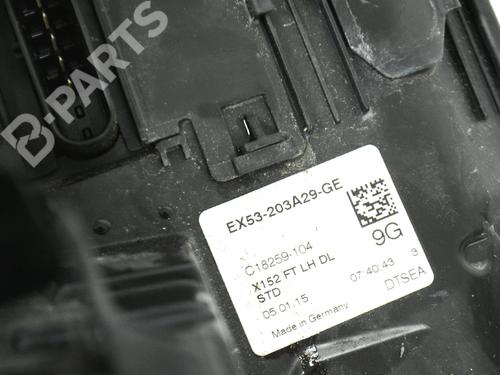 B-PARTS
EX53-203A29-GE
C18259-104
9G
X152 FT LH DL
STD
07:40:43 3
05.01.15
DTSEA
Made in Germany